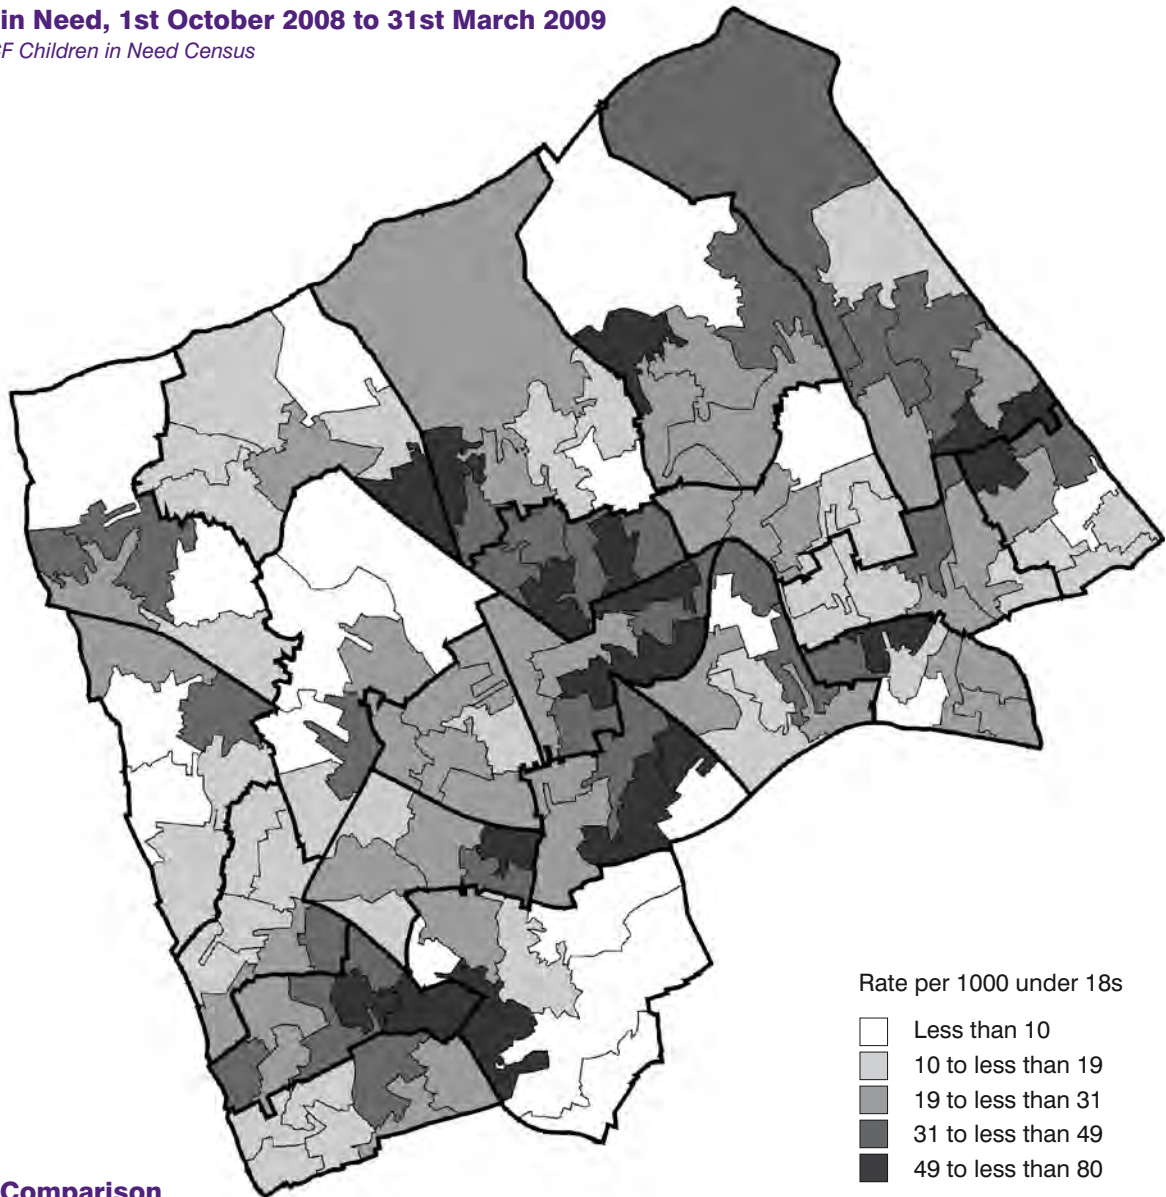 in Need, 1st October 2008 to 31st March 2009
F Children in Need Census
Rate per 1000 under 18s
Less than 10
10 to less than 19
19 to less than 31
31 to less than 49
49 to less than 80
Comparison